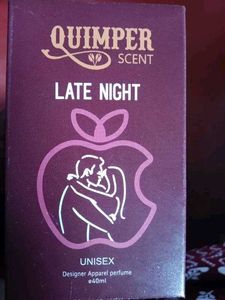 QUIMPER
SCENT
LATE NIGHT
UNISEX
Designer Apparel perfume
e40ml